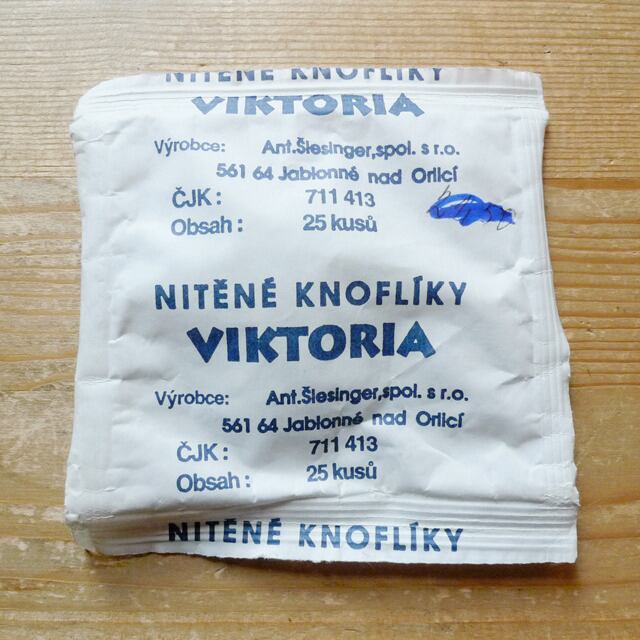 NITĚNÉ KNOFLÍKY
VIKTORIA
Výrobce: Ant.Šlesinger,spol. s r.o.
561 64 Jablonné nad Orlicí
ČJK: 711 413
Obsah: 25 kusů
NITĚNÉ KNOFLÍKY
VIKTORIA
Výrobce: Ant.Šlesinger,spol. s r.o.
561 64 Jablonné nad Orlicí
ČJK: 711 413
Obsah: 25 kusů
NITĚNÉ KNOFLÍKY